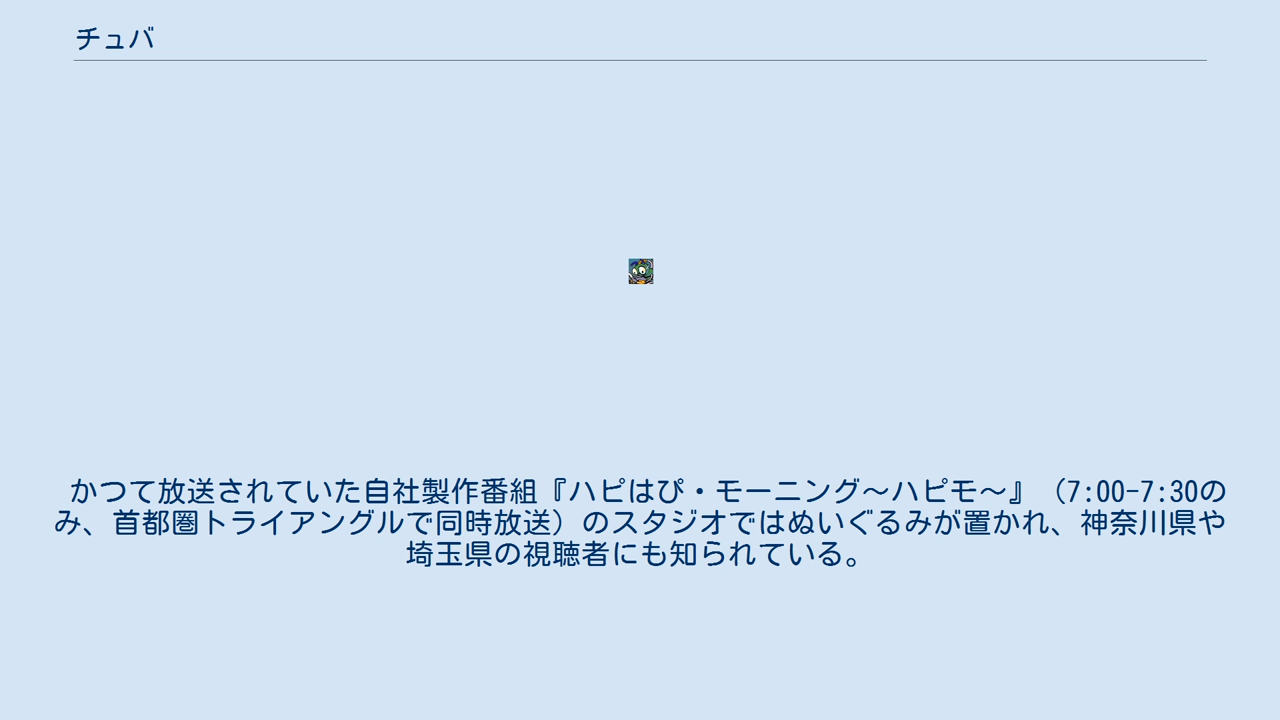 チュバ
かつて放送されていた自社製作番組『ハピはぴ・モーニング〜ハピモ〜』（7:00-7:30の
み、首都圏トライアングルで同時放送）のスタジオではぬいぐるみが置かれ、神奈川県や
埼玉県の視聴者にも知られている。